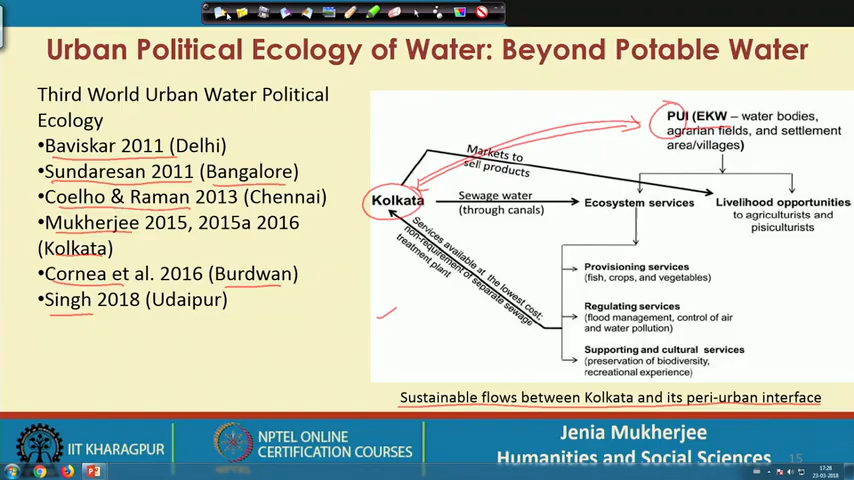 Urban Political Ecology of Water: Beyond Potable Water
Third World Urban Water Political
Ecology
•Baviskar 2011 (Delhi)
•Sundaresan 2011 (Bangalore)
•Coelho & Raman 2013 (Chennai)
•Mukherjee 2015, 2015a 2016
(Kolkata)
•Cornea et al. 2016 (Burdwan)
•Singh 2018 (Udaipur)
PUI (EKW – water bodies,
agrarian fields, and settlement
area/villages)
Markets to
sell products
Kolkata
Sewage water
(through canals)
Ecosystem services
Livelihood opportunities
to agriculturists and
pisiculturists
Services available at the lowest cost;
non-requirement of separate sewage
treatment plant
Provisioning services
(fish, crops, and vegetables)
Regulating services
(flood management, control of air
and water pollution)
Supporting and cultural services
(preservation of biodiversity,
recreational experience)
Sustainable flows between Kolkata and its peri-urban interface
IIT KHARAGPUR
NPTEL ONLINE
CERTIFICATION COURSES
Jenia Mukherjee
Humanities and Social Sciences
15
17:28
23-03-2018